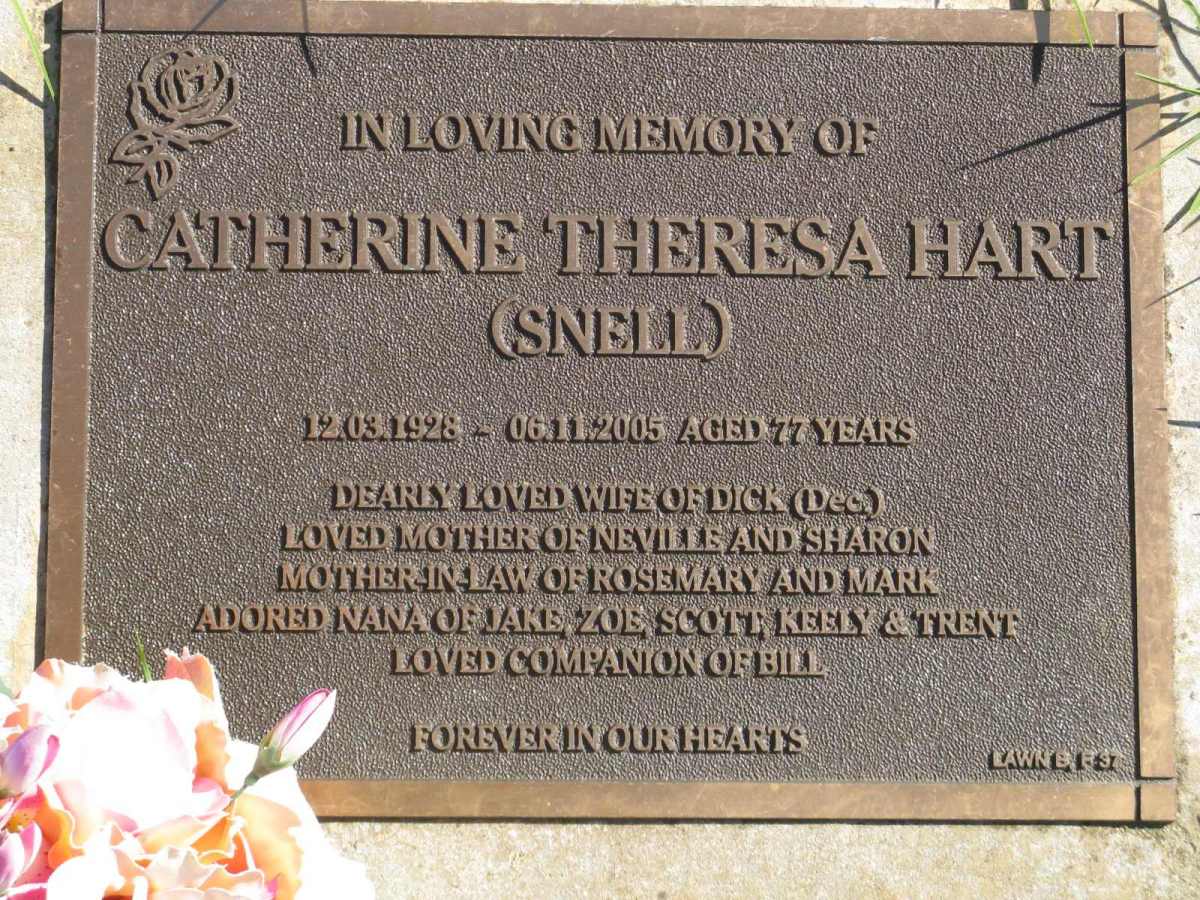 IN LOVING MEMORY OF
CATHERINE THERESA HART
(SNELL)
12.03.1928 ~ 06.11.2005 AGED 77 YEARS
DEARLY LOVED WIFE OF DICK (Dec.)
LOVED MOTHER OF NEVILLE AND SHARON
MOTHER-IN-LAW OF ROSEMARY AND MARK
ADORED NANA OF JAKE, ZOE, SCOTT, KEELY & TRENT
LOVED COMPANION OF BILL
FOREVER IN OUR HEARTS
LAWN B, F 37